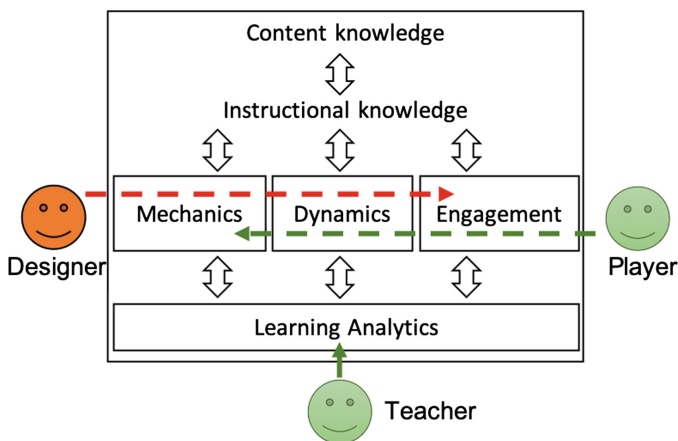 Content knowledge
Instructional knowledge
Mechanics
Dynamics
Engagement
Designer
Player
Learning Analytics
Teacher